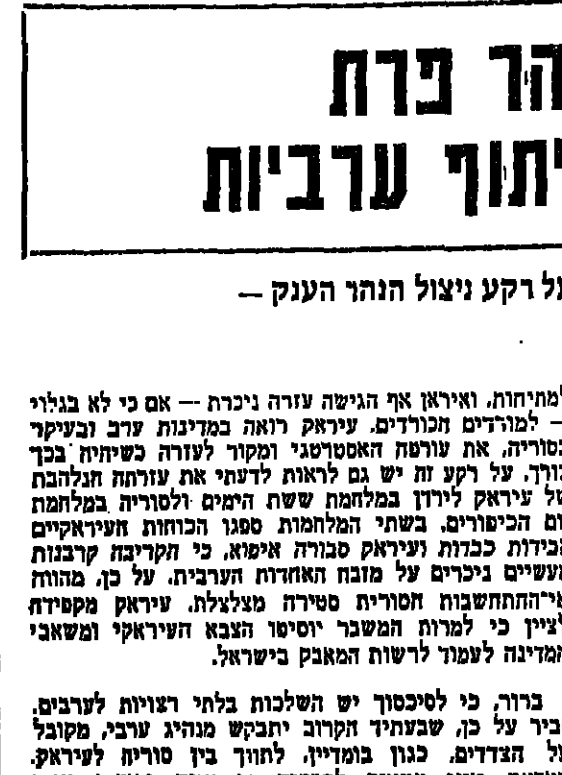 הר פרת
יתוף ערביות
על רקע ניצול הנהר הענק —
למתיחות, ואיראן אף הגישה עזרה ניכרת — אם כי לא בגלוי
— למורדים הכורדים. עיראק רואה במדינות ערב ובעיקר
בסוריה, את עורפה האסטרטגי ומקור לעזרה כשיהיה בכך
צורך. על רקע זה יש גם לראות לדעתי את עזרתה הנלהבת
של עיראק לירדן במלחמת ששת הימים ולסוריה במלחמת
יום הכיפורים. בשתי המלחמות ספגו הכוחות העיראקיים
אבידות כבדות ועיראק סבורה איפוא, כי הקריבה קרבנות
מעשיים ניכרים על מזבח האחדות הערבית. על כן, מהווה
אי־התחשבות הסורית סטירה מצלצלת. עיראק מקפידה
לציין כי למרות המשבר יוסיפו הצבא העיראקי ומשאבי
המדינה לעמוד לרשות המאבק בישראל.
ברור, כי לסיכסוך יש השלכות בלתי רצויות לערבים.
סביר על כן, שבעתיד הקרוב יתבקש מנהיג ערבי, מקובל
על הצדדים, כגון בומדיין, לתווך בין סוריה לעיראק.